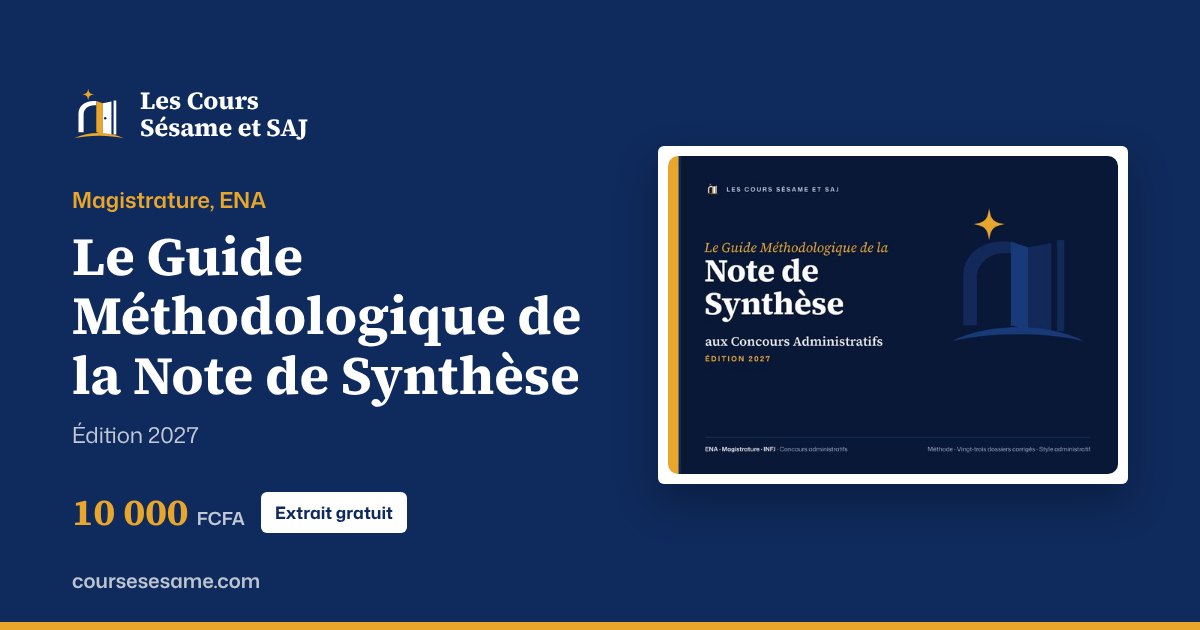 Les Cours
Sésame et SAJ
Magistrature, ENA
Le Guide
Méthodologique de
la Note de Synthèse
Édition 2027
10 000 FCFA
Extrait gratuit
coursesesame.com
LES COURS SÉSAME ET SAJ
Le Guide Méthodologique de la
Note de
Synthèse
aux Concours Administratifs
ÉDITION 2027
ENA · Magistrature · INFJ · Concours administratifs
Méthode · Vingt-trois dossiers corrigés · Style administratif